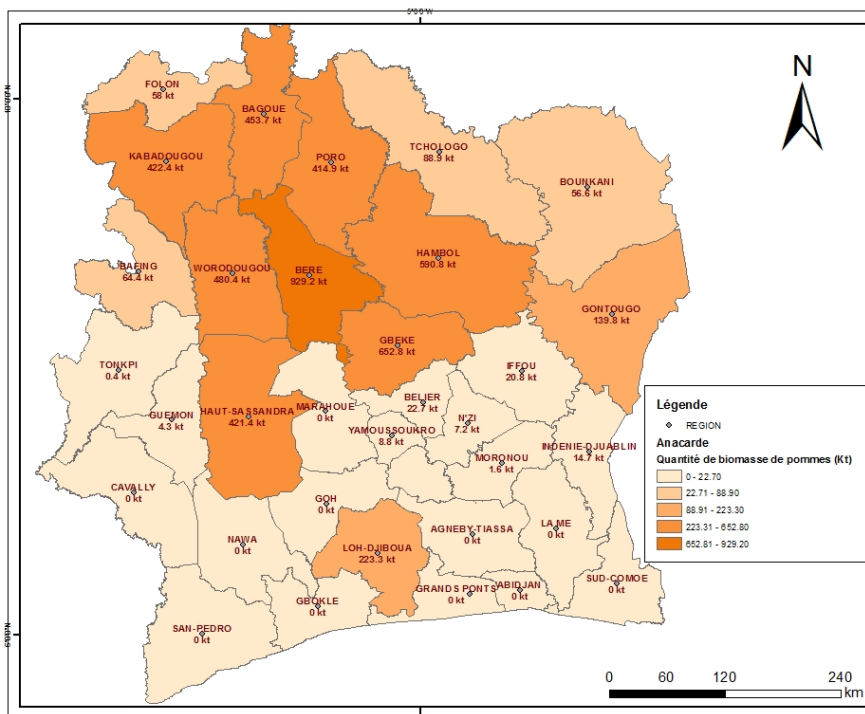 5°0'0"W
N
10°0'0"N
FOLON
58 kt
BAGOUE
453.7 kt
KABADOUGOU
422.4 kt
PORO
414.9 kt
TCHOLOGO
88.9 kt
BOUNKANI
56.6 kt
BAFING
64.4 kt
WORODOUGOU
480.4 kt
BERE
929.2 kt
HAMBOL
590.8 kt
GONTOUGO
139.8 kt
GBEKE
652.8 kt
TONKPI
0.4 kt
IFFOU
20.8 kt
GUEMON
4.3 kt
HAUT-SASSANDRA
421.4 kt
MARAHOUE
0 kt
BELIER
22.7 kt
YAMOUSSOUKRO
8.8 kt
N'ZI
7.2 kt
MORONOU
1.6 kt
INDENIE-DJUABLIN
14.7 kt
CAVALLY
0 kt
GOH
0 kt
NAWA
0 kt
LOH-DJIBOUA
223.3 kt
AGNEBY-TIASSA
0 kt
LA ME
0 kt
GBOKLE
0 kt
GRANDS PONTS
0 kt
ABIDJAN
0 kt
SUD-COMOE
0 kt
SAN-PEDRO
0 kt
Légende
REGION
Anacarde
Quantité de biomasse de pommes (Kt)
0 - 22.70
22.71 - 88.90
88.91 - 223.30
223.31 - 652.80
652.81 - 929.20
0 60 120 240
km